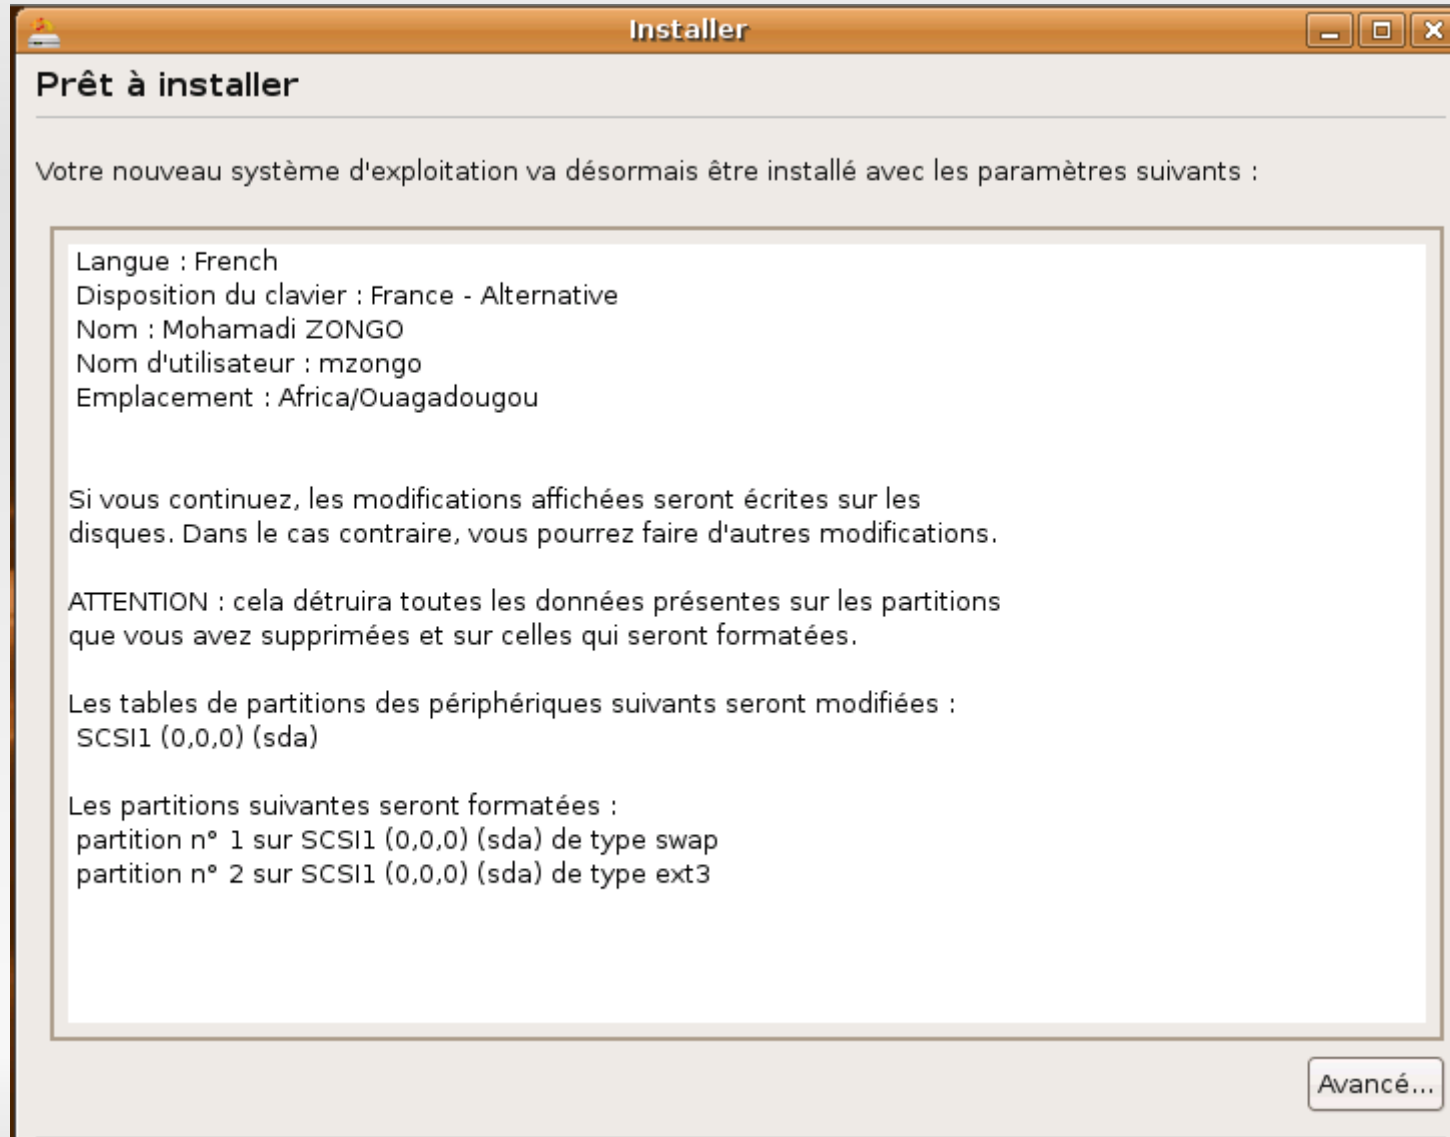 Installer
Prêt à installer
Votre nouveau système d'exploitation va désormais être installé avec les paramètres suivants :
Langue : French
Disposition du clavier : France - Alternative
Nom : Mohamadi ZONGO
Nom d'utilisateur : mzongo
Emplacement : Africa/Ouagadougou
Si vous continuez, les modifications affichées seront écrites sur les
disques. Dans le cas contraire, vous pourrez faire d'autres modifications.
ATTENTION : cela détruira toutes les données présentes sur les partitions
que vous avez supprimées et sur celles qui seront formatées.
Les tables de partitions des périphériques suivants seront modifiées :
SCSI1 (0,0,0) (sda)
Les partitions suivantes seront formatées :
partition n° 1 sur SCSI1 (0,0,0) (sda) de type swap
partition n° 2 sur SCSI1 (0,0,0) (sda) de type ext3
Avancé...